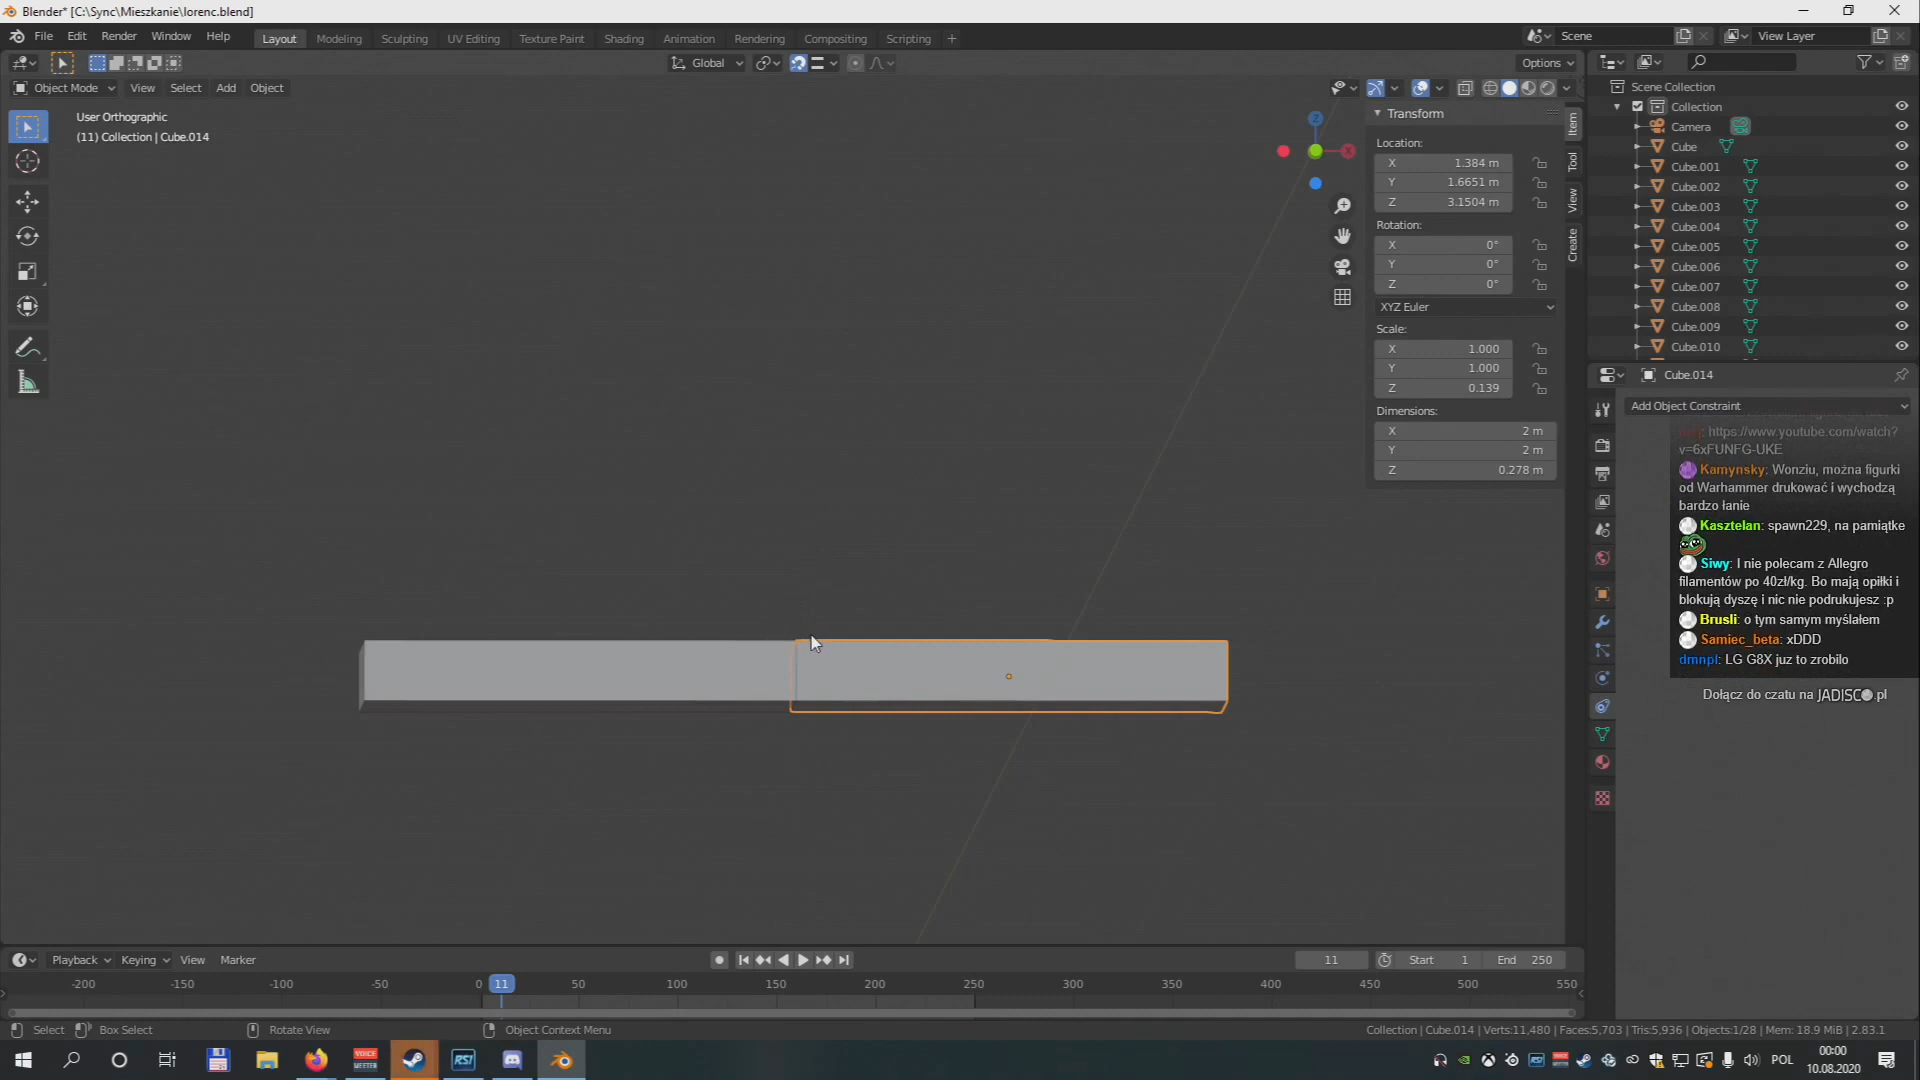 Blender* [C:\Sync\Mieszkanie\lorenc.blend]
File Edit Render Window Help Layout Modeling Sculpting UV Editing Texture Paint Shading Animation Rendering Compositing Scripting + Scene View Layer
Global Options
Object Mode View Select Add Object
User Orthographic
(11) Collection | Cube.014
Z
X
Transform
Location:
X 1.384 m
Y 1.6651 m
Z 3.1504 m
Rotation:
X 0°
Y 0°
Z 0°
XYZ Euler
Scale:
X 1.000
Y 1.000
Z 0.139
Dimensions:
X 2 m
Y 2 m
Z 0.278 m
Item
Tool
View
Create
Scene Collection
Collection
Camera
Cube
Cube.001
Cube.002
Cube.003
Cube.004
Cube.005
Cube.006
Cube.007
Cube.008
Cube.009
Cube.010
Cube.014
Add Object Constraint
https://www.youtube.com/watch?
v=6xFUNFG-UKE
Kamynsky: Wonziu, można figurki
od Warhammer drukować i wychodzą
bardzo łanie
Kasztelan: spawn229, na pamiątke
Siwy: I nie polecam z Allegro
filamentów po 40zł/kg. Bo mają opiłki i
blokują dyszę i nic nie podrukujesz :p
Brusli: o tym samym myślałem
Samiec_beta: xDDD
dmnpl: LG G8X juz to zrobilo
Dołącz do czatu na JADISCO.pl
Playback Keying View Marker 11 Start 1 End 250
-200 -150 -100 -50 0 11 50 100 150 200 250 300 350 400 450 500 550
Select Box Select Rotate View Object Context Menu Collection | Cube.014 | Verts:11,480 | Faces:5,703 | Tris:5,936 | Objects:1/28 | Mem: 18.9 MiB | 2.83.1
VOICE
MEETER
RSI
POL
00:00
10.08.2020